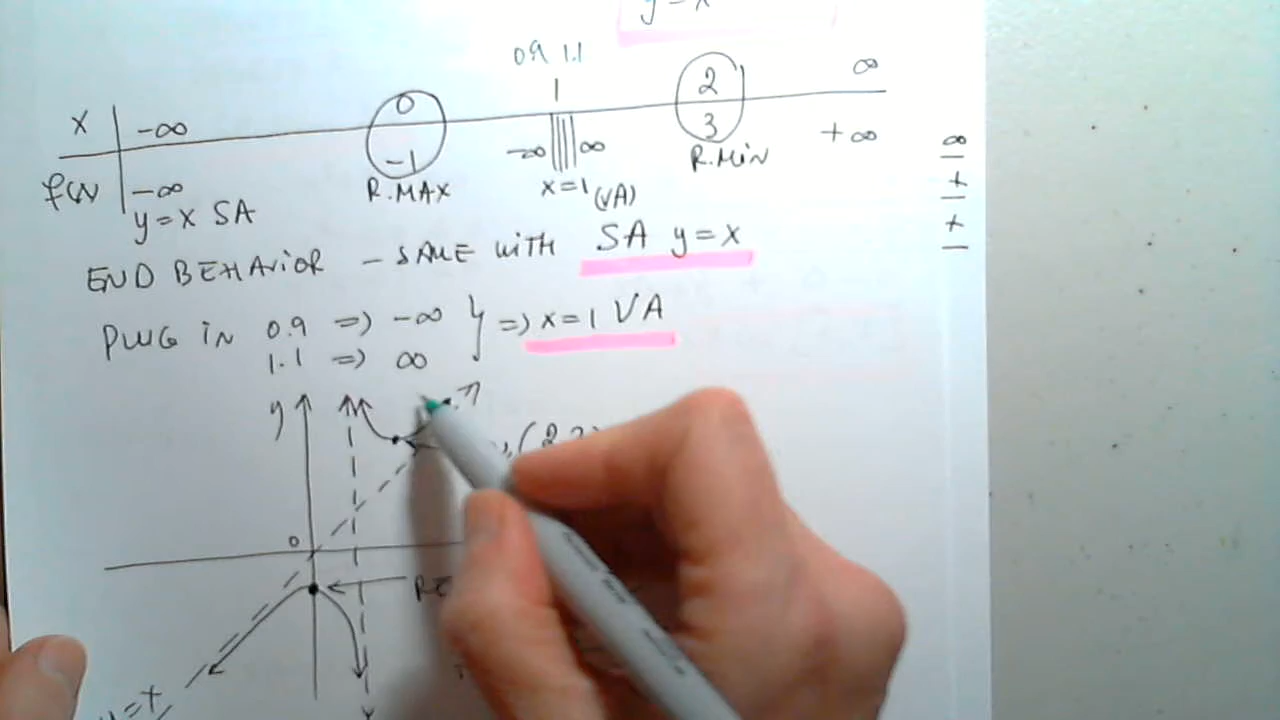 y = x
0.9 1.1
x -∞ 0 1 2 ∞
f(x) -∞ -1 -∞ ∞ 3 +∞
y = x SA R.MAX x=1 (VA) R.MIN
∞
+
+
END BEHAVIOR - SAME WITH SA y = x
PLUG IN 0.9 => -∞
1.1 => ∞
=> x = 1 VA
y
0